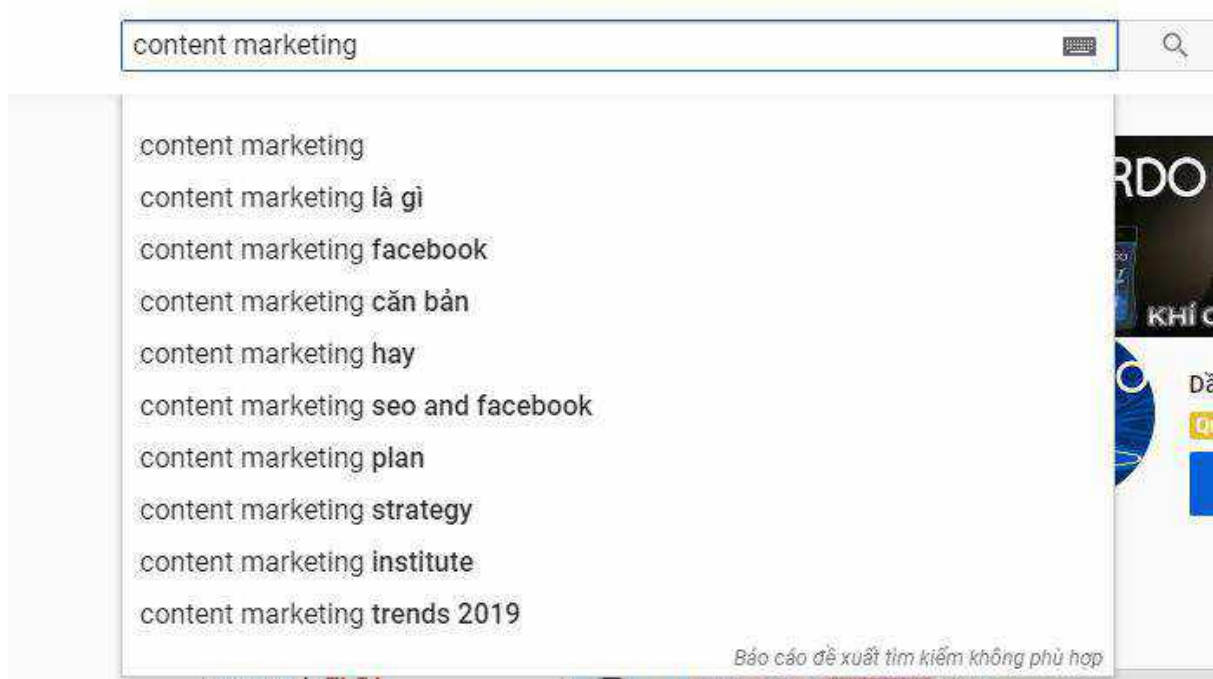 content marketing
content marketing
content marketing là gì
content marketing facebook
content marketing căn bản
content marketing hay
content marketing seo and facebook
content marketing plan
content marketing strategy
content marketing institute
content marketing trends 2019
Báo cáo đề xuất tìm kiếm không phù hợp
RDO
KHÍ